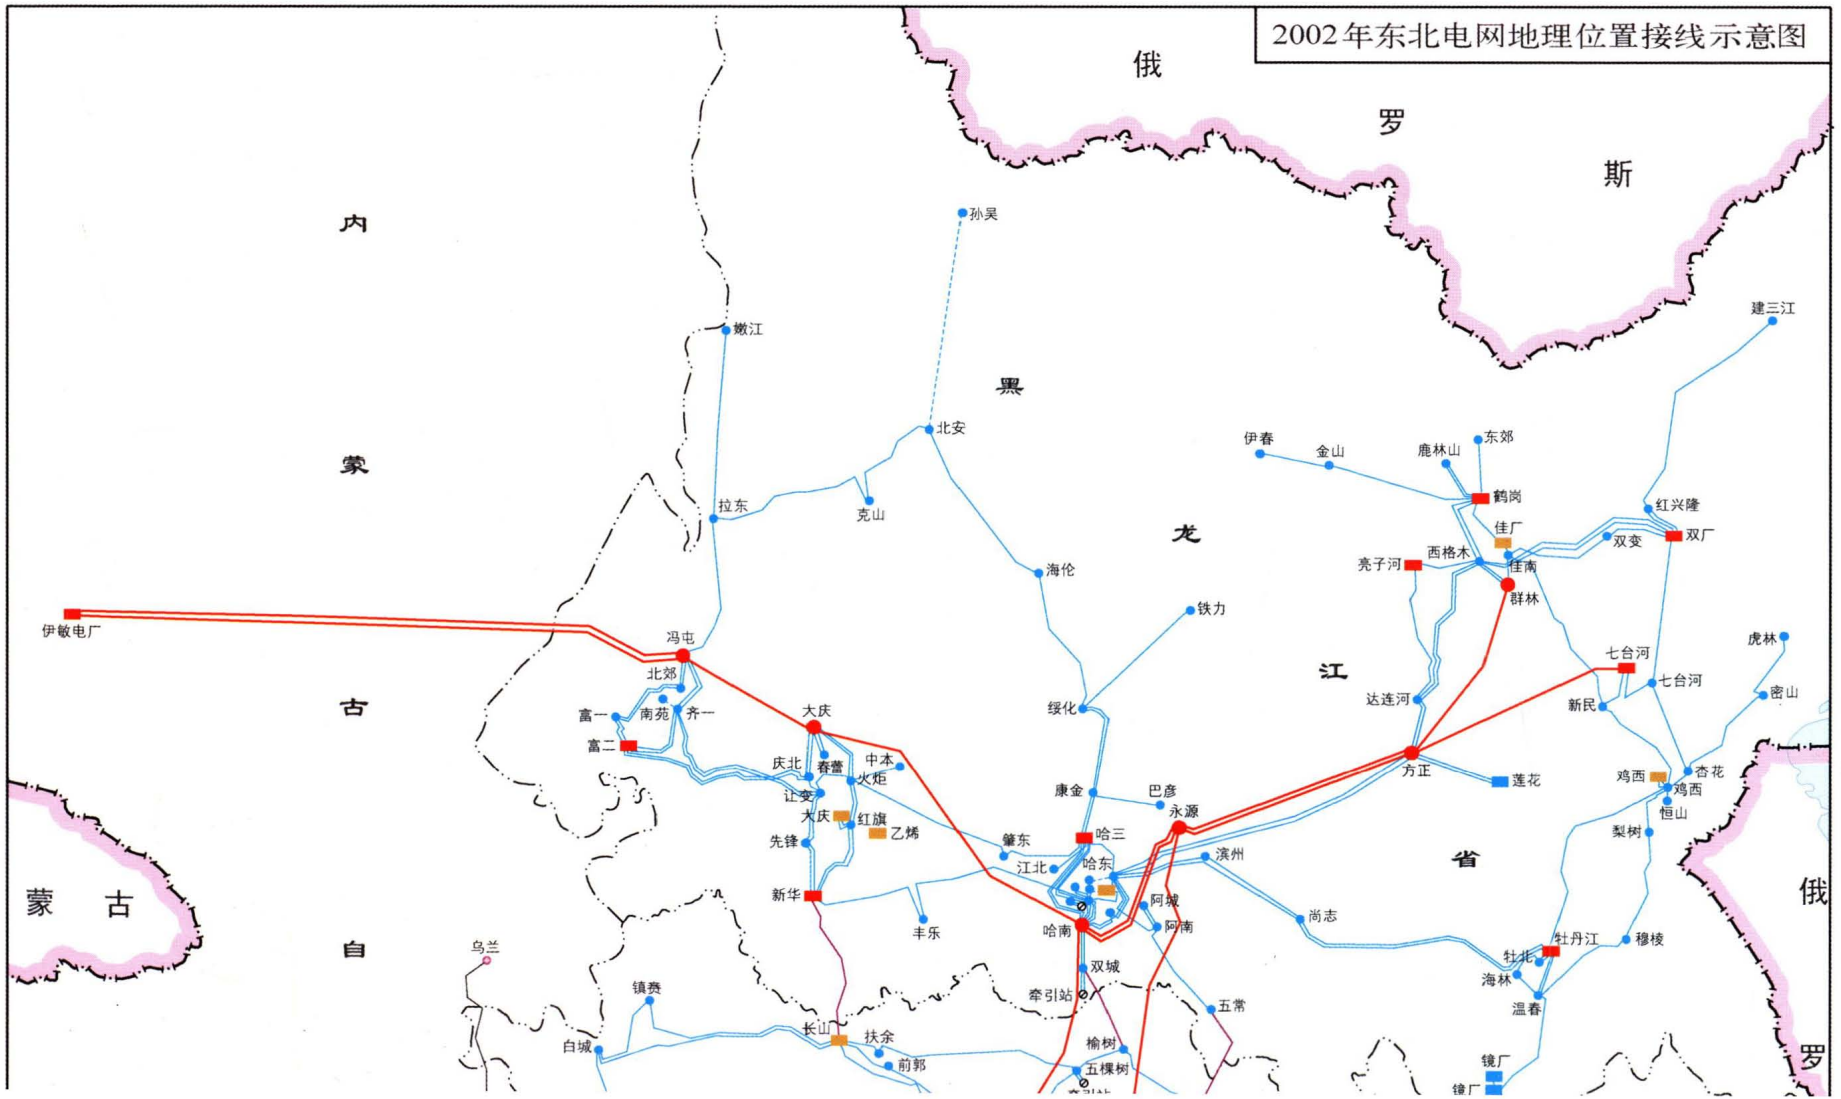 2002年东北电网地理位置接线示意图
俄
罗
斯
内
蒙
古
自
黑
龙
江
省
蒙 古
俄
罗
孙吴
嫩江
建三江
北安
伊春
金山
鹿林山
东郊
鹤岗
拉东
克山
佳厂
红兴隆
双变
双厂
西格木
亮子河
佳南
群林
海伦
铁力
伊敏电厂
冯屯
北郊
南苑
齐一
富一
富二
虎林
七台河
七台河
密山
新民
达连河
绥化
大庆
庆北
春蕾
中本
火炬
让变
大庆
红旗
乙烯
先锋
方正
莲花
鸡西
杏花
鸡西
恒山
康金
巴彦
永源
梨树
哈三
肇东
江北
哈东
滨州
新华
丰乐
阿城
阿南
哈南
尚志
穆棱
牡丹江
牡北
海林
温春
乌兰
双城
牵引站
镇赉
五常
长山
扶余
白城
前郭
榆树
五棵树
牵引站
镜厂
镜厂